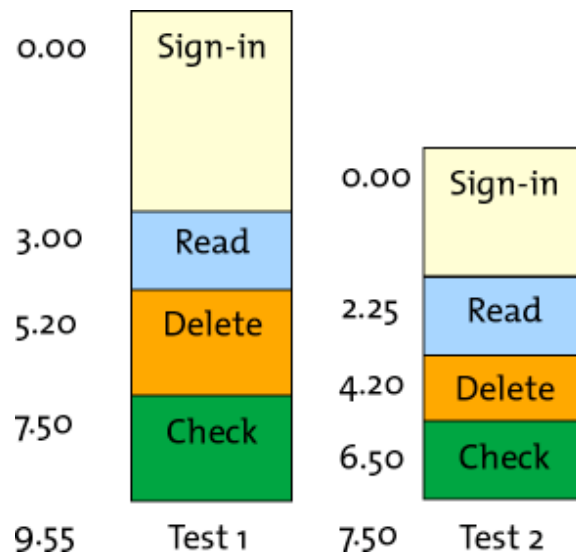 0.00 Sign-in
3.00 Read
5.20 Delete
7.50 Check
9.55 Test 1
0.00 Sign-in
2.25 Read
4.20 Delete
6.50 Check
7.50 Test 2